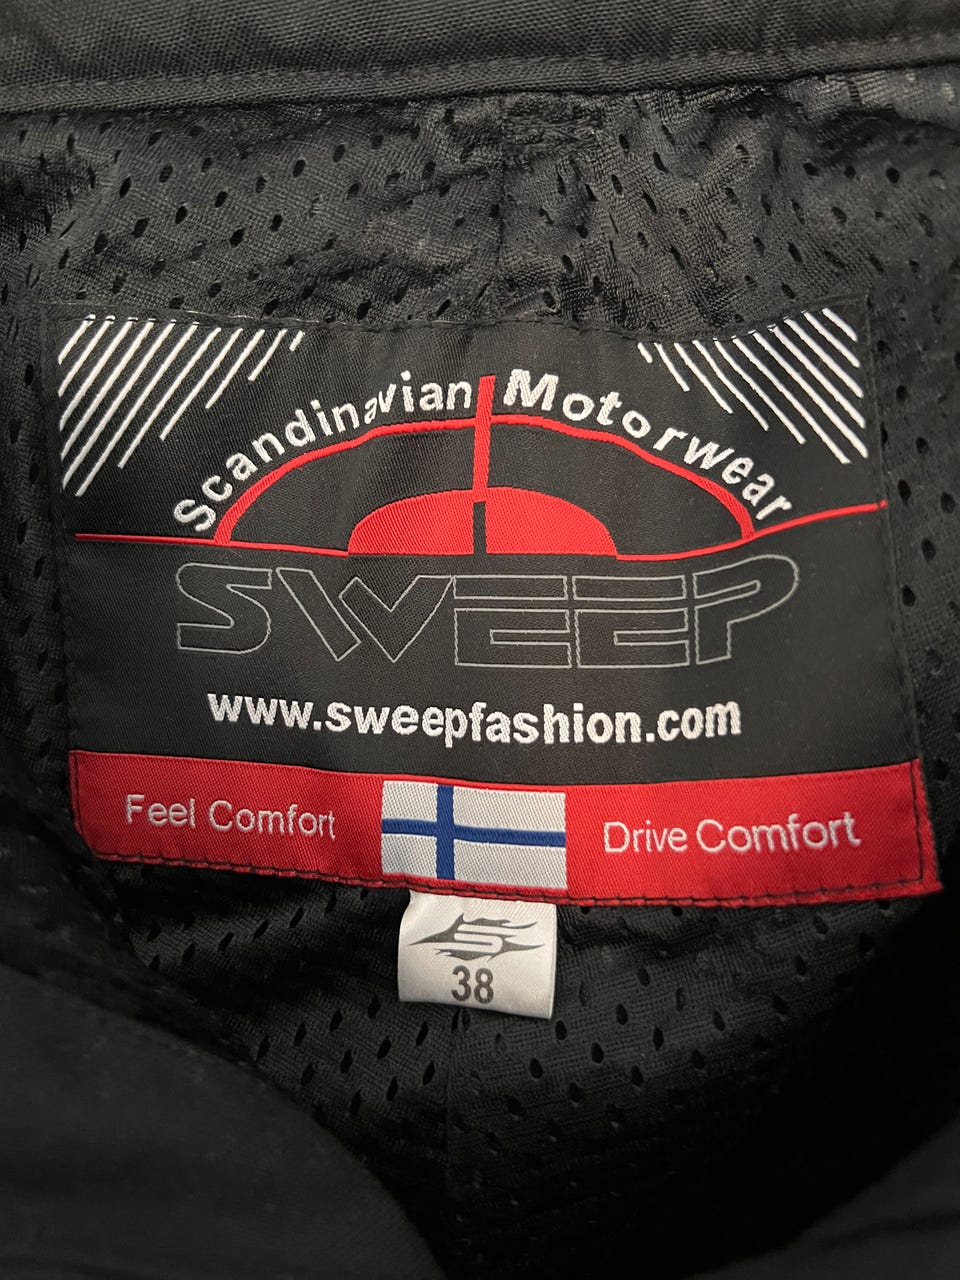 Scandinavian Motorwear
SWEEP
www.sweepfashion.com
Feel Comfort
Drive Comfort
S
38